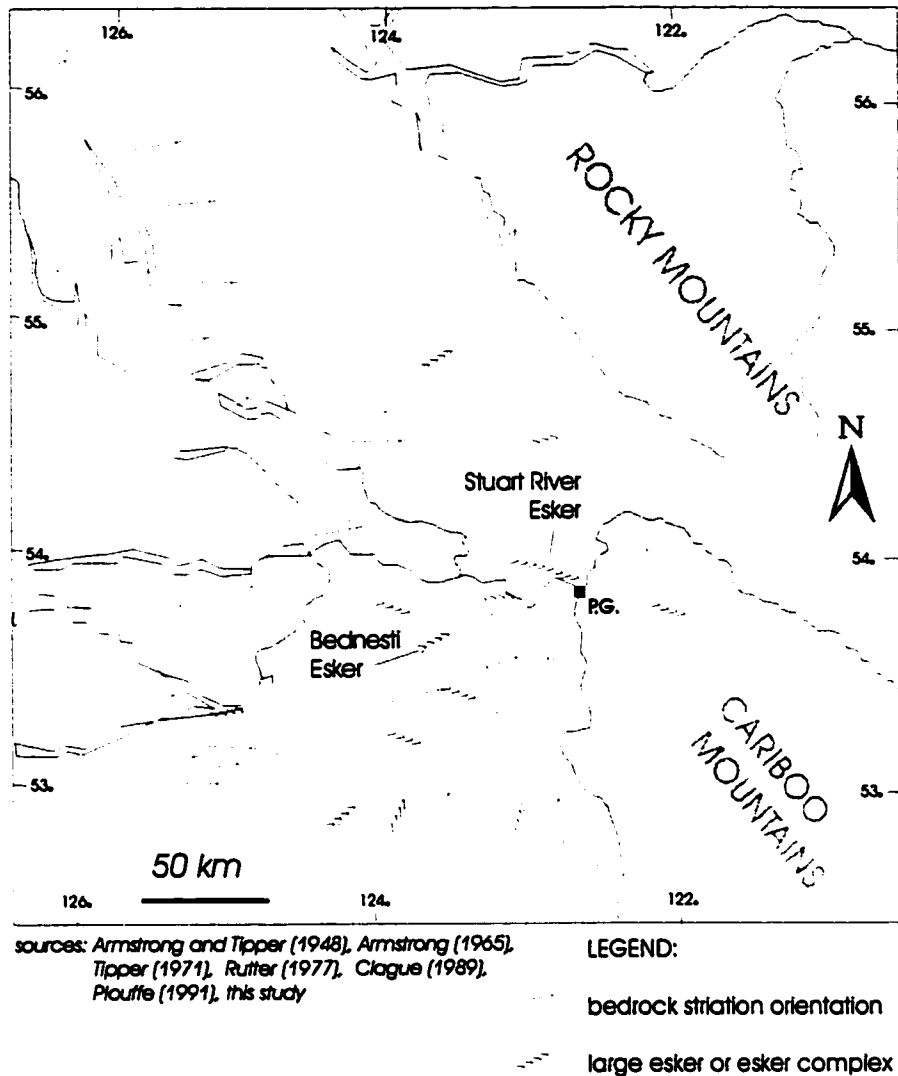 126° 124° 122°
56° 56°
ROCKY MOUNTAINS
55° 55°
N
Stuart River
Esker
54° 54°
P.G.
Bednesti
Esker
CARIBOO
MOUNTAINS
53° 53°
50 km
126° 124° 122°
sources: Armstrong and Tipper (1948), Armstrong (1965),
Tipper (1971), Rutter (1977), Clague (1989),
Plouffe (1991), this study
LEGEND:
bedrock striation orientation
large esker or esker complex